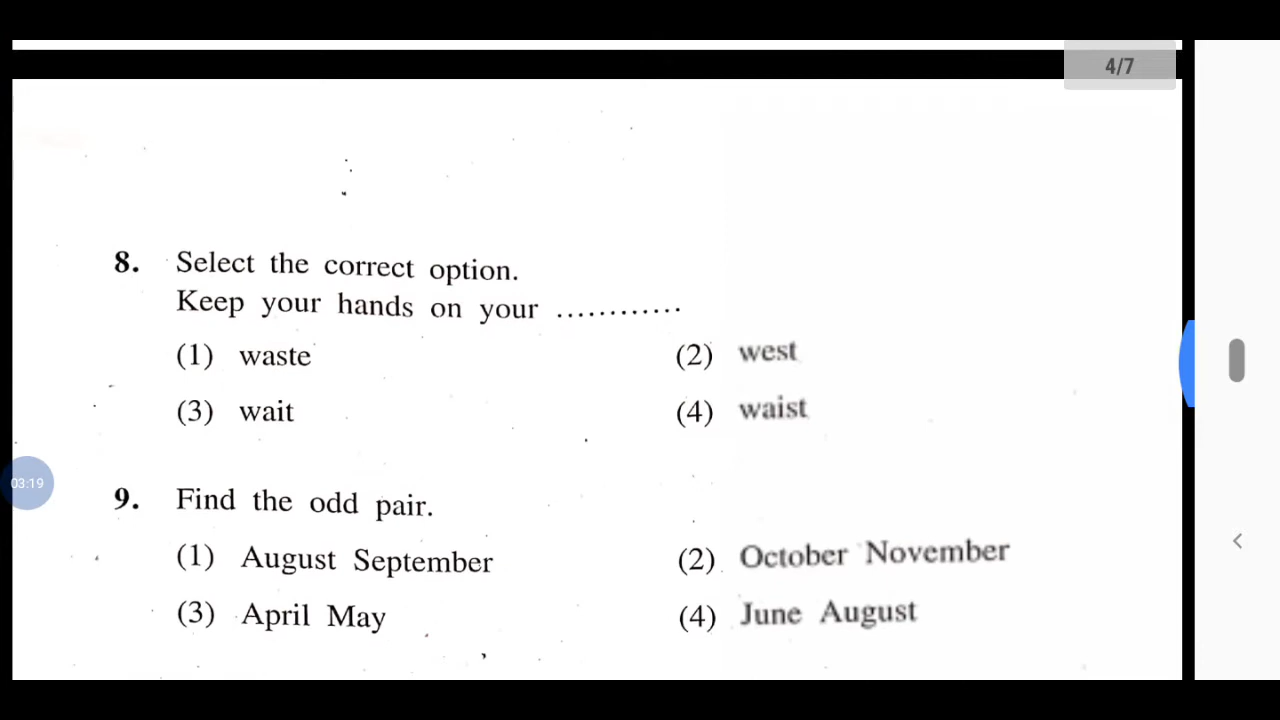 4/7
8. Select the correct option.
Keep your hands on your ............
(1) waste (2) west
(3) wait (4) waist
03:19
9. Find the odd pair.
(1) August September (2) October November
(3) April May (4) June August